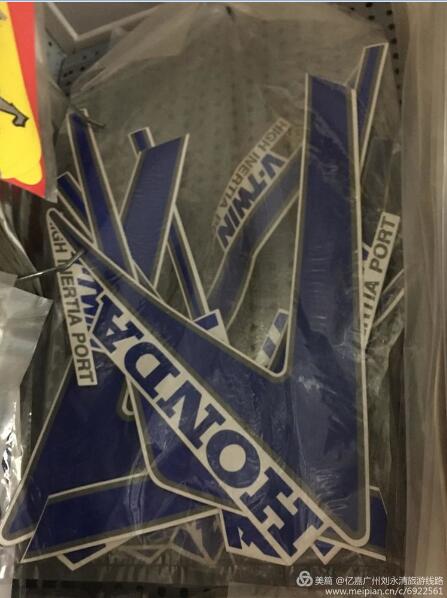 HIGH INERTIA
V-TWIN
HIGH INERTIA PORT
TIA PORT
HONDA
美篇 @亿嘉广州刘永清旅游线路
www.meipian.cn/c/6922561